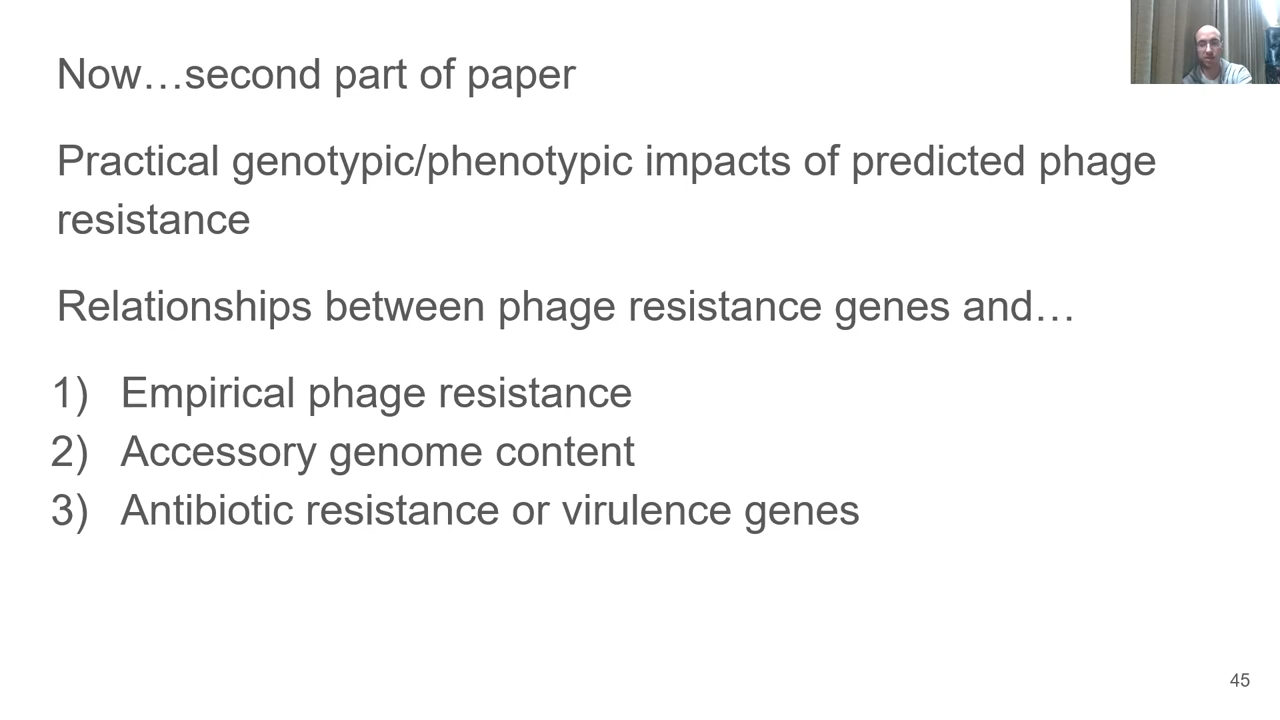 Now…second part of paper
Practical genotypic/phenotypic impacts of predicted phage
resistance
Relationships between phage resistance genes and…
1) Empirical phage resistance
2) Accessory genome content
3) Antibiotic resistance or virulence genes
45